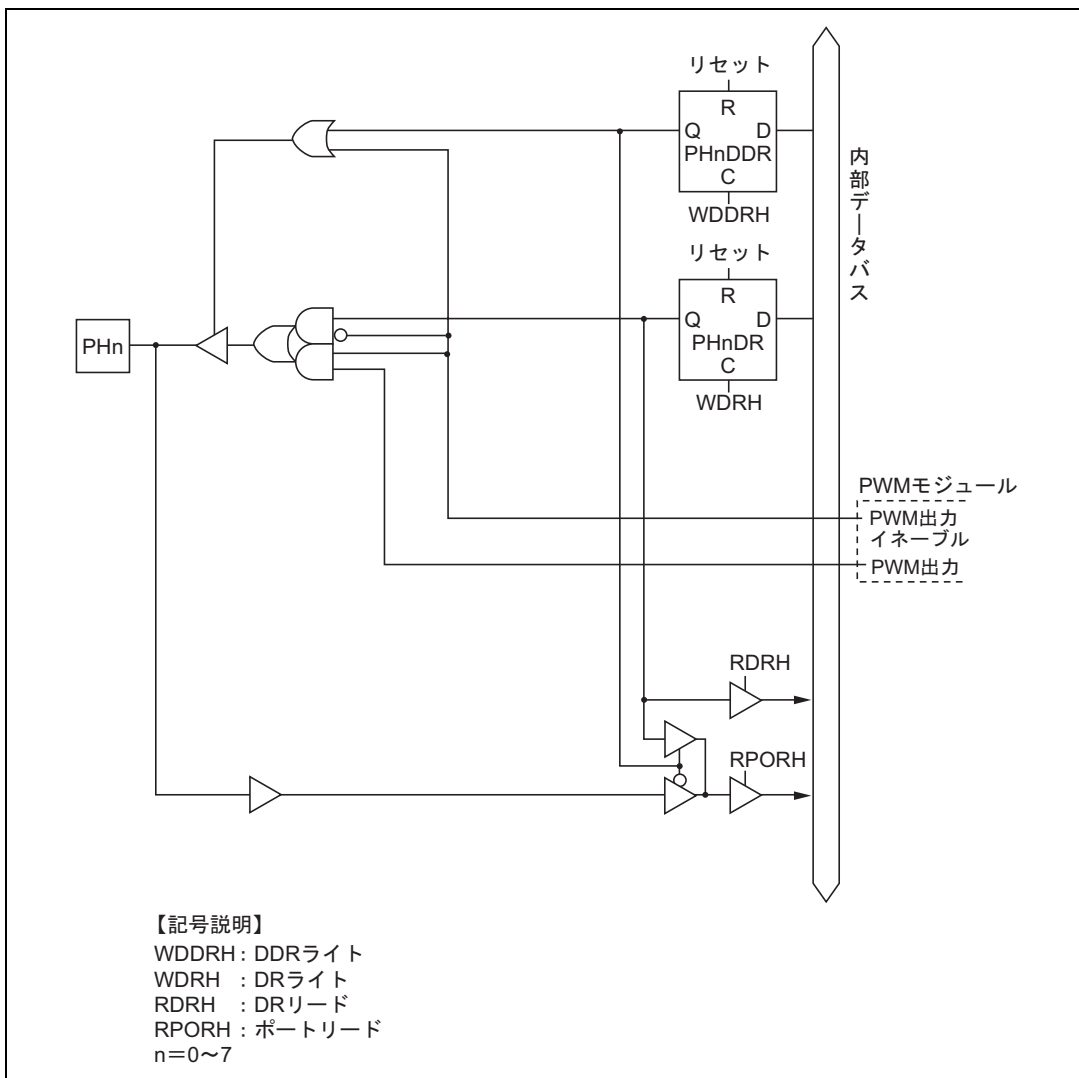 リセット
R
Q D
PHnDDR
C
WDDRH
内部データバス
リセット
R
Q D
PHnDR
C
WDRH
PHn
PWMモジュール
PWM出力
イネーブル
PWM出力
RDRH
RPORH
【記号説明】
WDDRH : DDRライト
WDRH : DRライト
RDRH : DRリード
RPORH : ポートリード
n=0～7